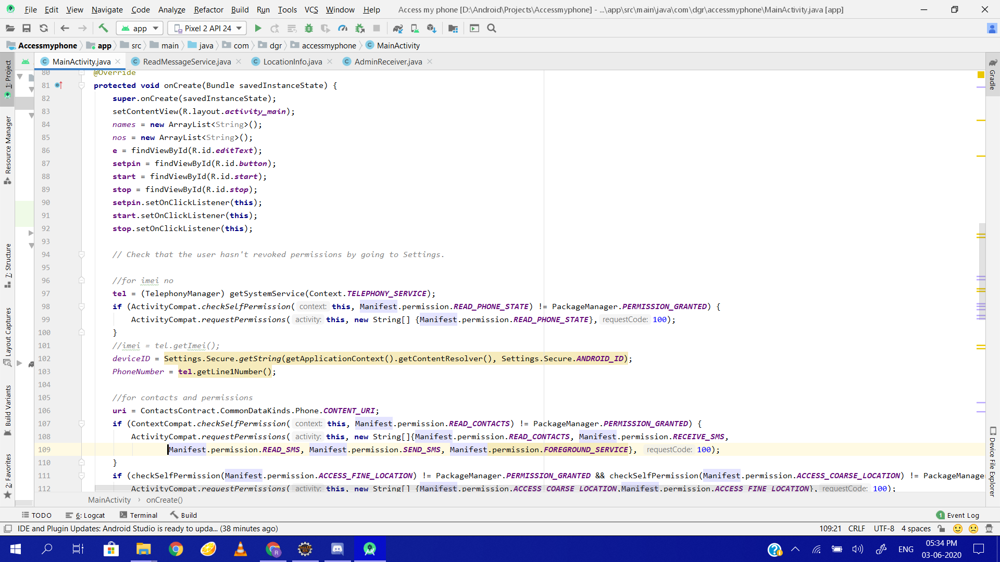 File Edit View Navigate Code Analyze Refactor Build Run Tools VCS Window Help Access my phone [D:\Android\Projects\Accessmyphone] - ...\app\src\main\java\com\dgr\accessmyphone\MainActivity.java [app]
app Pixel 2 API 24
Accessmyphone app src main java com dgr accessmyphone MainActivity
MainActivity.java ReadMessageService.java LocationInfo.java AdminReceiver.java
1: Project
Resource Manager
7: Structure
Layout Captures
Build Variants
2: Favorites
80 @Override
81 protected void onCreate(Bundle savedInstanceState) {
82 super.onCreate(savedInstanceState);
83 setContentView(R.layout.activity_main);
84 names = new ArrayList<String>();
85 nos = new ArrayList<String>();
86 e = findViewById(R.id.editText);
87 setpin = findViewById(R.id.button);
88 start = findViewById(R.id.start);
89 stop = findViewById(R.id.stop);
90 setpin.setOnClickListener(this);
91 start.setOnClickListener(this);
92 stop.setOnClickListener(this);
93
94 // Check that the user hasn't revoked permissions by going to Settings.
95
96 //for imei no
97 tel = (TelephonyManager) getSystemService(Context.TELEPHONY_SERVICE);
98 if (ActivityCompat.checkSelfPermission( context: this, Manifest.permission.READ_PHONE_STATE) != PackageManager.PERMISSION_GRANTED) {
99 ActivityCompat.requestPermissions( activity: this, new String[] {Manifest.permission.READ_PHONE_STATE}, requestCode: 100);
100 }
101 //imei = tel.getImei();
102 deviceID = Settings.Secure.getString(getApplicationContext().getContentResolver(), Settings.Secure.ANDROID_ID);
103 PhoneNumber = tel.getLine1Number();
104
105 //for contacts and permissions
106 uri = ContactsContract.CommonDataKinds.Phone.CONTENT_URI;
107 if (ContextCompat.checkSelfPermission( context: this, Manifest.permission.READ_CONTACTS) != PackageManager.PERMISSION_GRANTED) {
108 ActivityCompat.requestPermissions( activity: this, new String[]{Manifest.permission.READ_CONTACTS, Manifest.permission.RECEIVE_SMS,
109 Manifest.permission.READ_SMS, Manifest.permission.SEND_SMS, Manifest.permission.FOREGROUND_SERVICE}, requestCode: 100);
110 }
111 if (checkSelfPermission(Manifest.permission.ACCESS_FINE_LOCATION) != PackageManager.PERMISSION_GRANTED && checkSelfPermission(Manifest.permission.ACCESS_COARSE_LOCATION) != PackageManager
112 ActivityCompat.requestPermissions( activity: this, new String[] {Manifest.permission.ACCESS_COARSE_LOCATION,Manifest.permission.ACCESS_FINE_LOCATION}, requestCode: 100);
Gradle
Device File Explorer
MainActivity › onCreate()
TODO 6: Logcat Terminal Build 1 Event Log
IDE and Plugin Updates: Android Studio is ready to upda... (38 minutes ago) 109:21 CRLF UTF-8 4 spaces
ENG 05:34 PM
03-06-2020